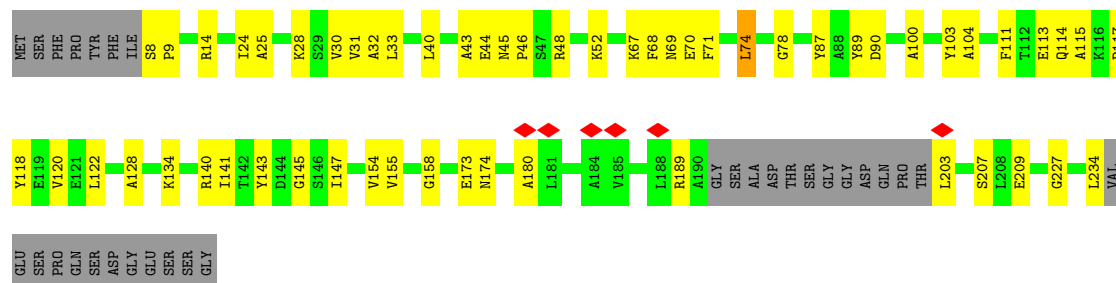 MET SER PHE PRO PRO TYR PHE ILE S8 P9 R14 I24 A25 K28 S29 V30 V31 A32 L33 L40 A43 E44 N45 P46 S47 R48 K52 K67 F68 N69 E70 F71 L74 G78 Y87 A88 Y89 D90 A100 Y103 A104 F111 T112 E113 Q114 A115 K116
Y118 E119 V120 E121 L122 A128 K134 R140 I141 T142 Y143 D144 G145 S146 I147 V154 V155 G158 E173 N174 A180 L181 A184 V185 L188 R189 A190 GLY SER ALA ASP THR SER GLY GLY ASP GLN PRO THR L203 S207 L208 E209 G227 L234 VAL
GLU SER PRO GLN SER ASP GLY GLU SER SER GLY